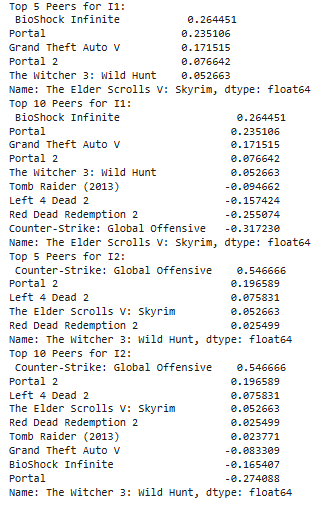 Top 5 Peers for I1:
 BioShock Infinite           0.264451
Portal                      0.235106
Grand Theft Auto V          0.171515
Portal 2                    0.076642
The Witcher 3: Wild Hunt    0.052663
Name: The Elder Scrolls V: Skyrim, dtype: float64
Top 10 Peers for I1:
 BioShock Infinite                   0.264451
Portal                              0.235106
Grand Theft Auto V                  0.171515
Portal 2                            0.076642
The Witcher 3: Wild Hunt            0.052663
Tomb Raider (2013)                 -0.094662
Left 4 Dead 2                      -0.157424
Red Dead Redemption 2              -0.255074
Counter-Strike: Global Offensive   -0.317230
Name: The Elder Scrolls V: Skyrim, dtype: float64
Top 5 Peers for I2:
 Counter-Strike: Global Offensive    0.546666
Portal 2                            0.196589
Left 4 Dead 2                       0.075831
The Elder Scrolls V: Skyrim         0.052663
Red Dead Redemption 2               0.025499
Name: The Witcher 3: Wild Hunt, dtype: float64
Top 10 Peers for I2:
 Counter-Strike: Global Offensive    0.546666
Portal 2                            0.196589
Left 4 Dead 2                       0.075831
The Elder Scrolls V: Skyrim         0.052663
Red Dead Redemption 2               0.025499
Tomb Raider (2013)                  0.023771
Grand Theft Auto V                 -0.083309
BioShock Infinite                  -0.165407
Portal                             -0.274088
Name: The Witcher 3: Wild Hunt, dtype: float64